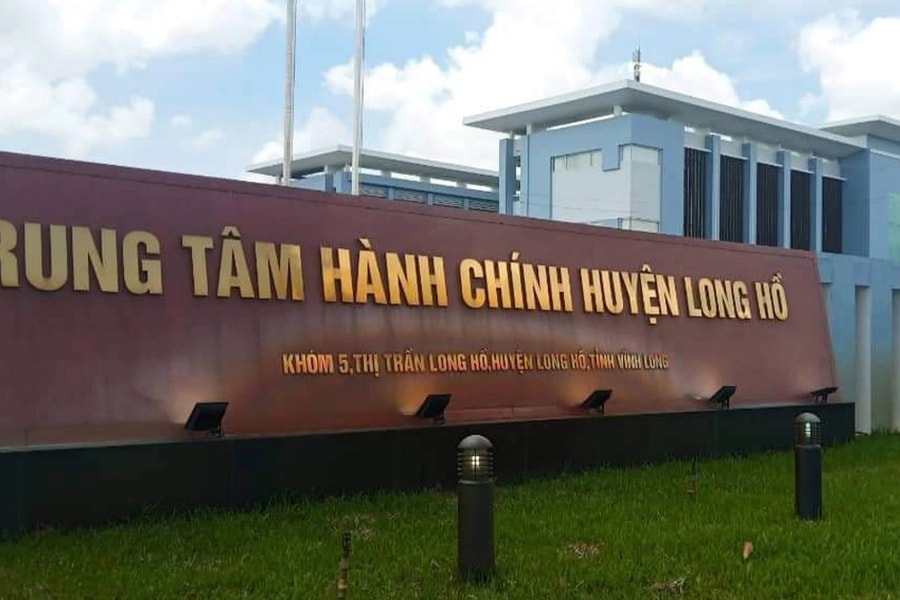 RUNG TÂM HÀNH CHÍNH HUYỆN LONG HỒ
KHÓM 5,THỊ TRẤN LONG HỒ,HUYỆN LONG HỒ,TỈNH VĨNH LONG